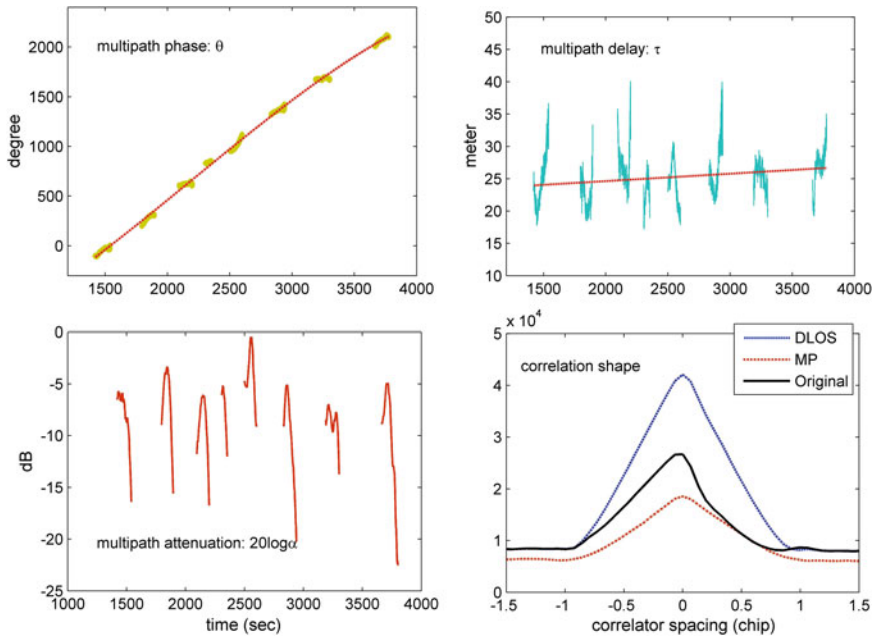 multipath phase: θ
degree
2000
1500
1000
500
0
1500 2000 2500 3000 3500 4000
multipath delay: τ
meter
50
45
40
35
30
25
20
15
10
1500 2000 2500 3000 3500 4000
multipath attenuation: 20logα
dB
0
-5
-10
-15
-20
-25
1000 1500 2000 2500 3000 3500 4000
time (sec)
x 10⁴
correlation shape
DLOS
MP
Original
5
4
3
2
1
0
-1.5 -1 -0.5 0 0.5 1 1.5
correlator spacing (chip)